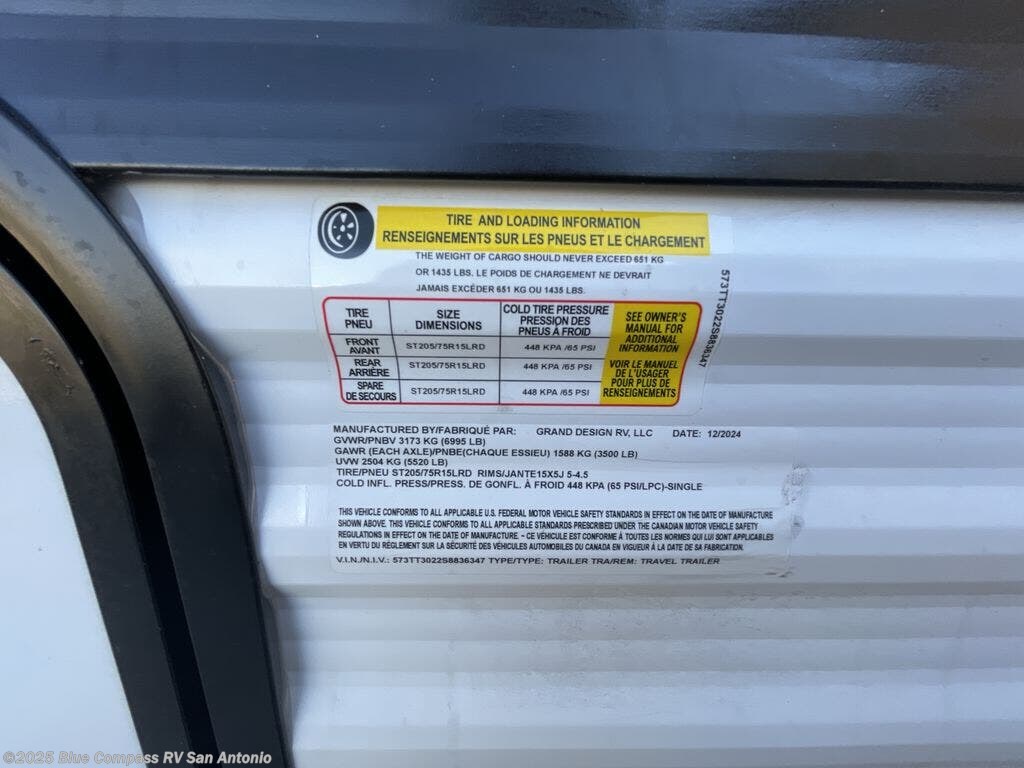 TIRE AND LOADING INFORMATION
RENSEIGNEMENTS SUR LES PNEUS ET LE CHARGEMENT
THE WEIGHT OF CARGO SHOULD NEVER EXCEED 651 KG
OR 1435 LBS. LE POIDS DE CHARGEMENT NE DEVRAIT
JAMAIS EXCÉDER 651 KG OU 1435 LBS.
TIRE PNEU SIZE DIMENSIONS COLD TIRE PRESSURE PRESSION DES PNEUS À FROID
FRONT AVANT ST205/75R15LRD 448 KPA /65 PSI
REAR ARRIÈRE ST205/75R15LRD 448 KPA /65 PSI
SPARE DE SECOURS ST205/75R15LRD 448 KPA /65 PSI
SEE OWNER'S
MANUAL FOR
ADDITIONAL
INFORMATION
VOIR LE MANUEL
DE L'USAGER
POUR PLUS DE
RENSEIGNEMENTS
573TT3022S8836347
MANUFACTURED BY/FABRIQUÉ PAR: GRAND DESIGN RV, LLC DATE: 12/2024
GVWR/PNBV 3173 KG (6995 LB)
GAWR (EACH AXLE)/PNBE(CHAQUE ESSIEU) 1588 KG (3500 LB)
UVW 2504 KG (5520 LB)
TIRE/PNEU ST205/75R15LRD RIMS/JANTE15X5J 5-4.5
COLD INFL. PRESS/PRESS. DE GONFL. À FROID 448 KPA (65 PSI/LPC)-SINGLE
THIS VEHICLE CONFORMS TO ALL APPLICABLE U.S. FEDERAL MOTOR VEHICLE SAFETY STANDARDS IN EFFECT ON THE DATE OF MANUFACTURE
SHOWN ABOVE. THIS VEHICLE CONFORMS TO ALL APPLICABLE STANDARDS PRESCRIBED UNDER THE CANADIAN MOTOR VEHICLE SAFETY
REGULATIONS IN EFFECT ON THE DATE OF MANUFACTURE. - CE VÉHICULE EST CONFORME À TOUTES LES NORMES QUI LUI SONT APPLICABLES
EN VERTU DU RÈGLEMENT SUR LA SÉCURITÉ DES VÉHICULES AUTOMOBILES DU CANADA EN VIGUEUR À LA DATE DE SA FABRICATION.
V.I.N./N.I.V.: 573TT3022S8836347 TYPE/TYPE: TRAILER TRA/REM: TRAVEL TRAILER
©2025 Blue Compass RV San Antonio